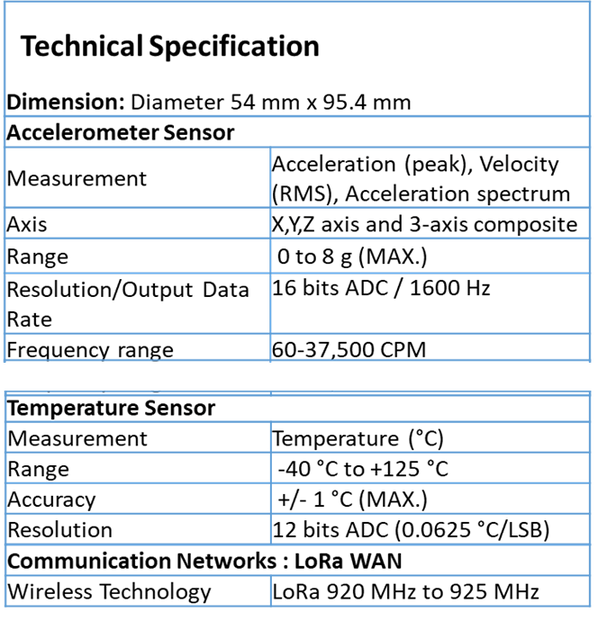 Technical Specification
Dimension: Diameter 54 mm x 95.4 mm
Accelerometer Sensor
Measurement
Acceleration (peak), Velocity
(RMS), Acceleration spectrum
Axis
X,Y,Z axis and 3-axis composite
Range
0 to 8 g (MAX.)
Resolution/Output Data
Rate
16 bits ADC / 1600 Hz
Frequency range
60-37,500 CPM
Temperature Sensor
Measurement
Temperature (°C)
Range
-40 °C to +125 °C
Accuracy
+/- 1 °C (MAX.)
Resolution
12 bits ADC (0.0625 °C/LSB)
Communication Networks : LoRa WAN
Wireless Technology
LoRa 920 MHz to 925 MHz